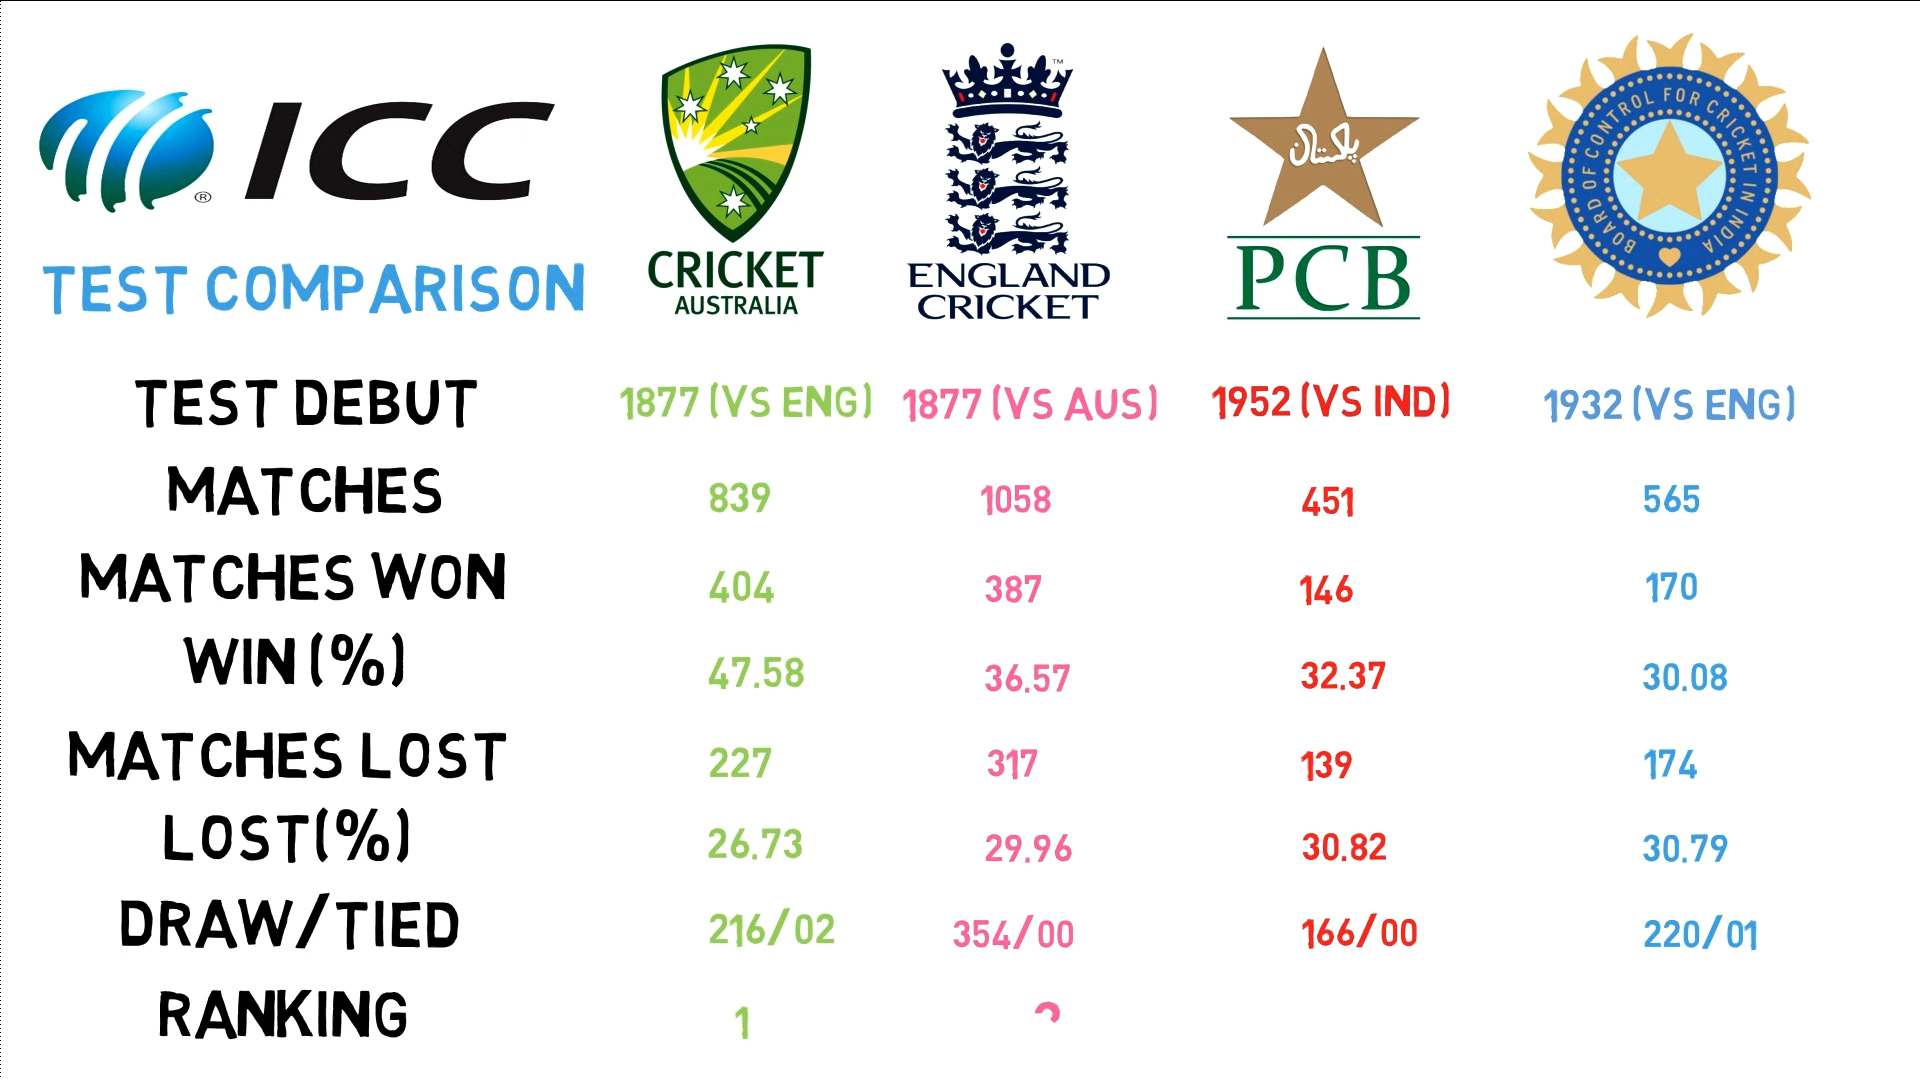 ICC
®
TEST COMPARISON
CRICKET
AUSTRALIA
™
ENGLAND
CRICKET
پاکستان
PCB
BOARD OF CONTROL FOR CRICKET IN INDIA
TEST DEBUT 1877 (VS ENG) 1877 (VS AUS) 1952 (VS IND) 1932 (VS ENG)
MATCHES 839 1058 451 565
MATCHES WON 404 387 146 170
WIN (%) 47.58 36.57 32.37 30.08
MATCHES LOST 227 317 139 174
LOST(%) 26.73 29.96 30.82 30.79
DRAW/TIED 216/02 354/00 166/00 220/01
RANKING 1